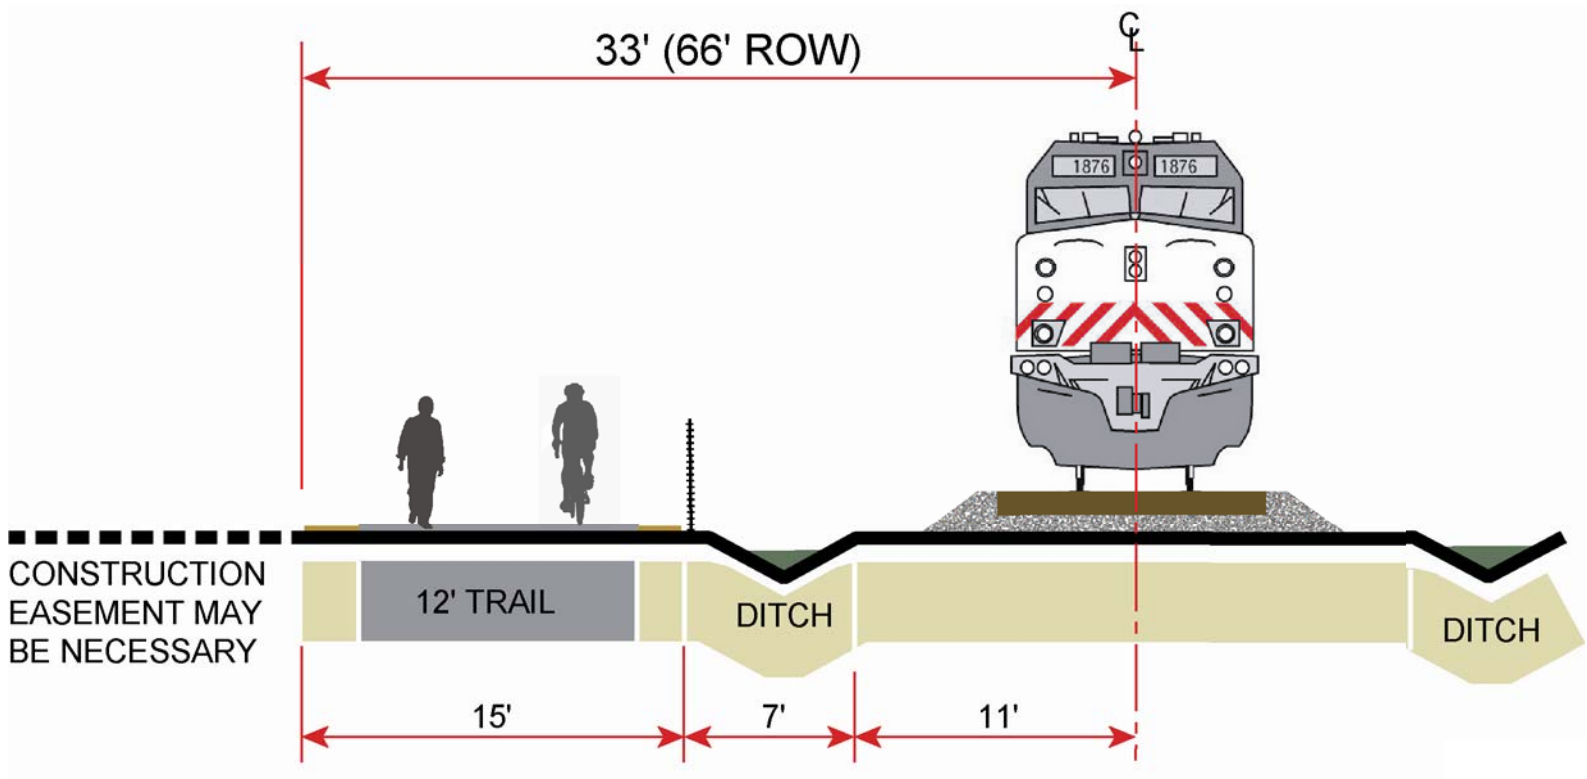 33' (66' ROW)
CL
1876 1876
CONSTRUCTION
EASEMENT MAY
BE NECESSARY
12' TRAIL
DITCH
DITCH
15'
7'
11'